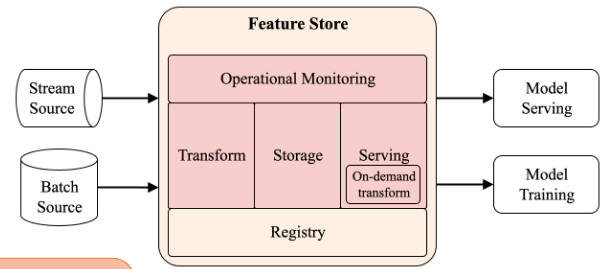 Feature Store
Operational Monitoring
Stream
Source
Batch
Source
Transform
Storage
Serving
On-demand
transform
Registry
Model
Serving
Model
Training